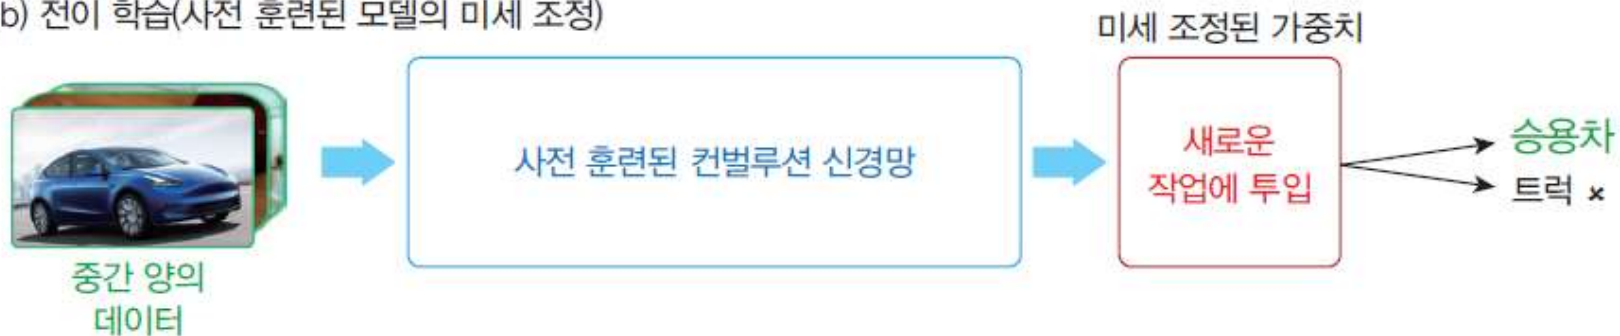 b) 전이 학습(사전 훈련된 모델의 미세 조정)
미세 조정된 가중치
사전 훈련된 컨벌루션 신경망
새로운
작업에 투입
승용차
트럭 ×
중간 양의
데이터